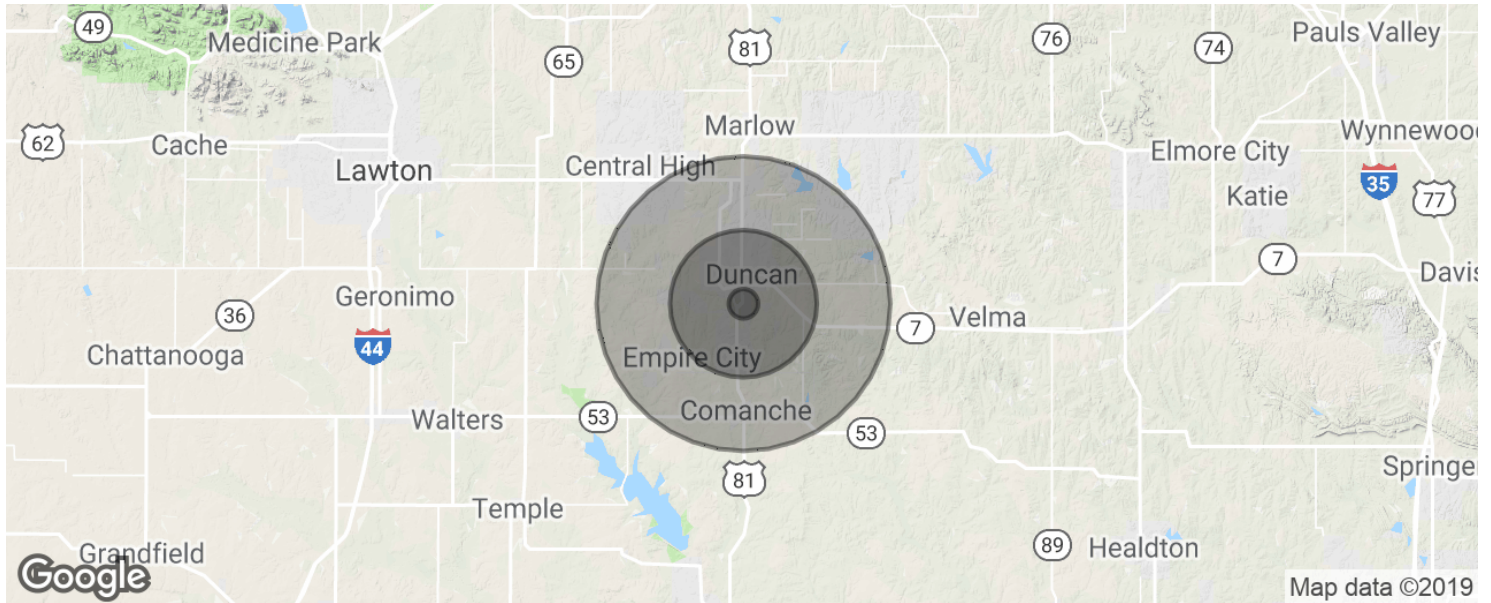 49
Medicine Park
65
81
76
74
Pauls Valley
62
Cache
Lawton
Central High
Marlow
Elmore City
Wynnewood
35
77
Katie
Duncan
7
Davis
36
Geronimo
44
Chattanooga
Empire City
7
Velma
Walters
53
Comanche
53
81
Springer
Temple
89
Healdton
Grandfield
Google
Map data ©2019